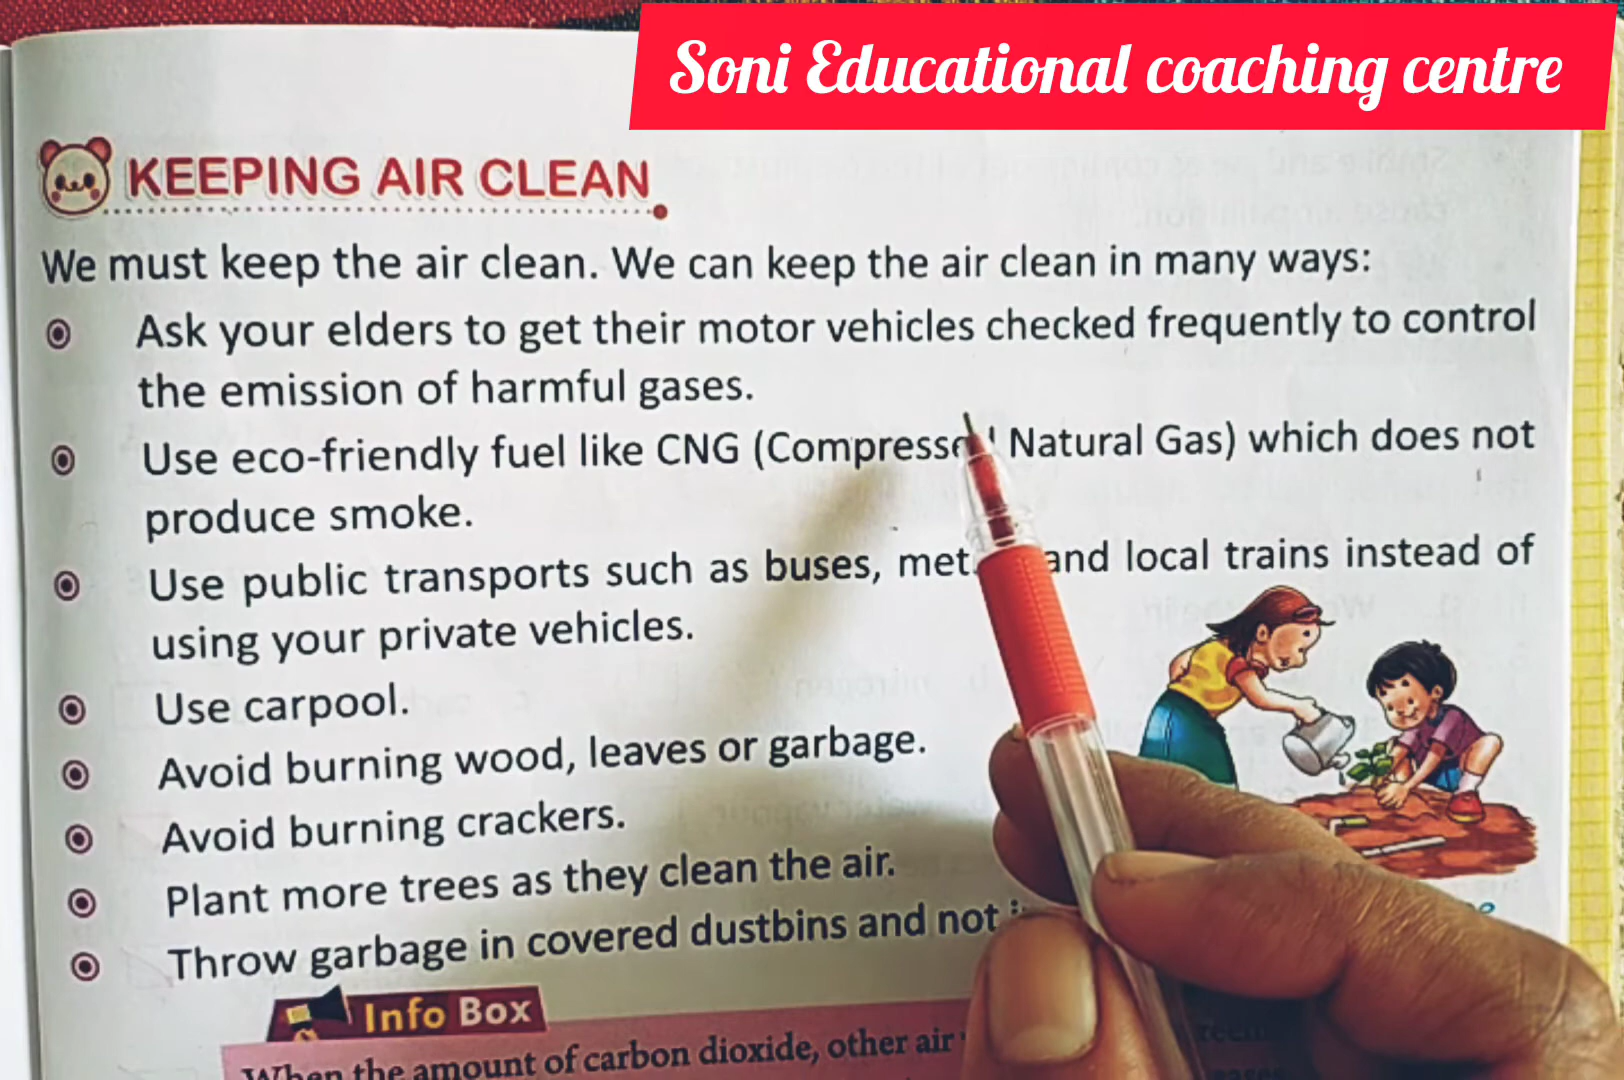 Soni Educational coaching centre
KEEPING AIR CLEAN
We must keep the air clean. We can keep the air clean in many ways:
Ask your elders to get their motor vehicles checked frequently to control
the emission of harmful gases.
Use eco-friendly fuel like CNG (Compressed Natural Gas) which does not
produce smoke.
Use public transports such as buses, and local trains instead of
using your private vehicles.
Use carpool.
Avoid burning wood, leaves or garbage.
Avoid burning crackers.
Plant more trees as they clean the air.
Throw garbage in covered dustbins and not
Info Box
When the amount of carbon dioxide, other air